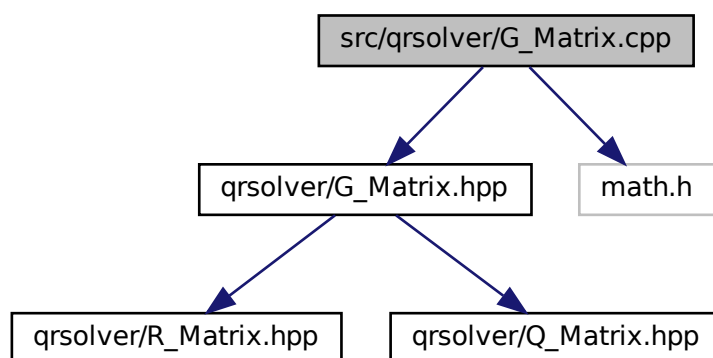 src/qrsolver/G_Matrix.cpp
qrsolver/G_Matrix.hpp
math.h
qrsolver/R_Matrix.hpp
qrsolver/Q_Matrix.hpp